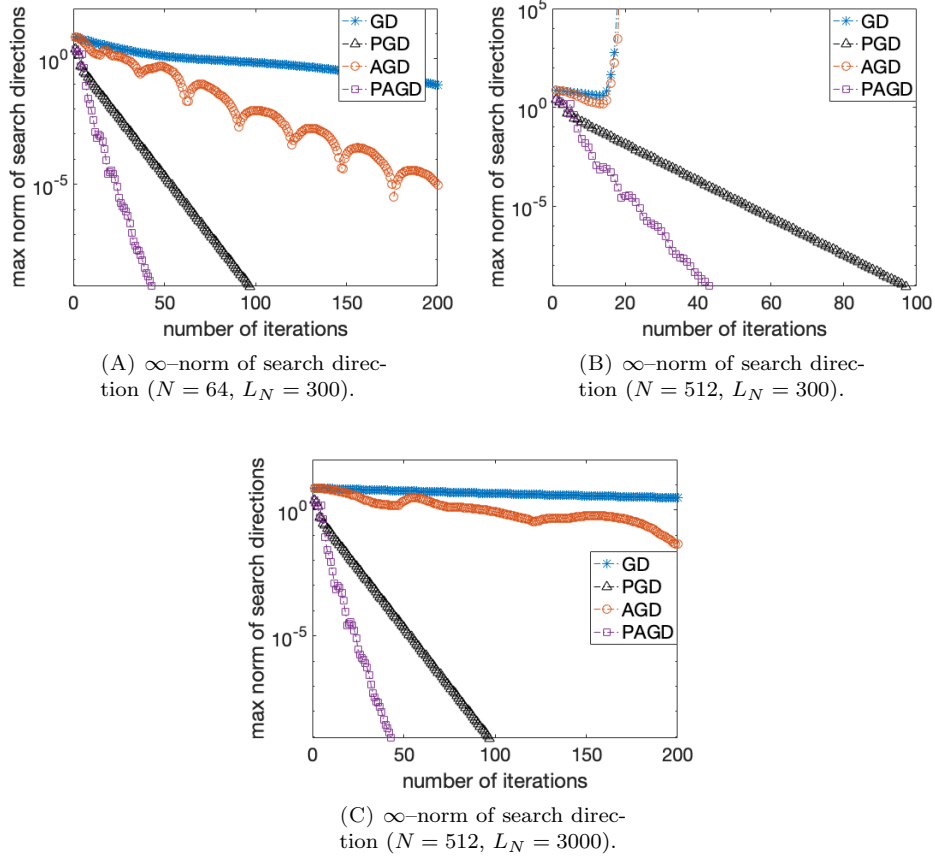 GD
PGD
AGD
PAGD
10^0
10^-5
max norm of search directions
0
50
100
150
200
number of iterations
(A) ∞–norm of search direc-
tion (N = 64, L_N = 300).
GD
PGD
AGD
PAGD
10^5
10^0
10^-5
max norm of search directions
0
20
40
60
80
100
number of iterations
(B) ∞–norm of search direc-
tion (N = 512, L_N = 300).
GD
PGD
AGD
PAGD
10^0
10^-5
max norm of search directions
0
50
100
150
200
number of iterations
(C) ∞–norm of search direc-
tion (N = 512, L_N = 3000).